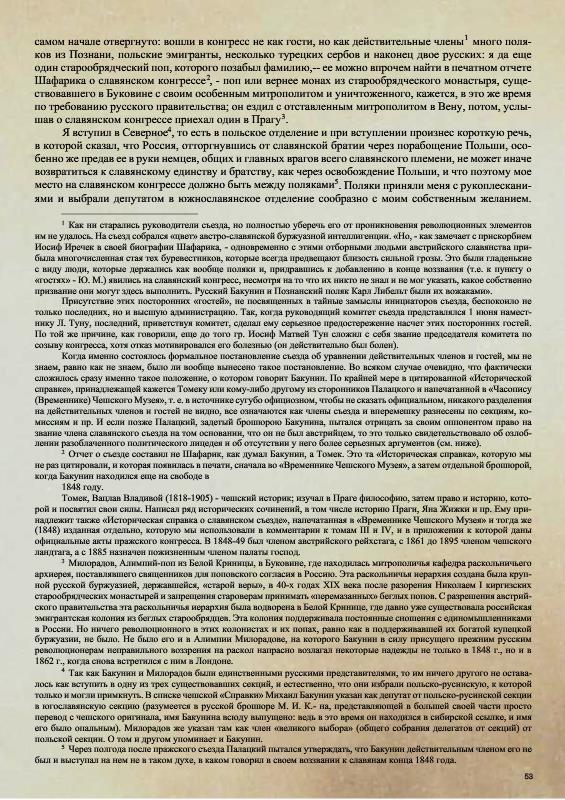 самом начале отвергнуто: вошли в конгресс не как гости, но как действительные члены¹ много поля-
ков из Познани, польские эмигранты, несколько турецких сербов и наконец двое русских: я да еще
один старообрядческий поп, которого позабыл фамилию,-- ее можно впрочем найти в печатном отчете
Шафарика о славянском конгрессе², - поп или вернее монах из старообрядческого монастыря, суще-
ствовавшего в Буковине с своим особенным митрополитом и уничтоженного, кажется, в это же время
по требованию русского правительства; он ездил с отставленным митрополитом в Вену, потом, услы-
шав о славянском конгрессе приехал один в Прагу³.
Я вступил в Северное⁴, то есть в польское отделение и при вступлении произнес короткую речь,
в которой сказал, что Россия, отторгнувшись от славянской братии через порабощение Польши, осо-
бенно же предав ее в руки немцев, общих и главных врагов всего славянского племени, не может иначе
возвратиться к славянскому единству и братству, как через освобождение Польши, и что поэтому мое
место на славянском конгрессе должно быть между поляками⁵. Поляки приняли меня с рукоплескани-
ями и выбрали депутатом в южнославянское отделение сообразно с моим собственным желанием.
¹ Как ни старались руководители съезда, но полностью уберечь его от проникновения революционных элементов
им не удалось. На съезд собрался «цвет» австро-славянской буржуазной интеллигенции. «Но, - как замечает с прискорбием
Иосиф Иречек в своей биографии Шафарика, - одновременно с этими отборными людьми австрийского славянства при-
была многочисленная стая тех буревестников, которые всегда предвещают близость сильной грозы. Это были гладенькие
с виду люди, которые держались как вообще поляки и, придравшись к добавлению в конце воззвания (т.е. к пункту о
«гостях» - Ю. М.) явились на славянский конгресс, несмотря на то что их никто не знал и не мог указать, какое собственно
призвание они могут здесь выполнить. Русский Бакунин и Познанский поляк Карл Либельт были их вожаками».
Присутствие этих посторонних «гостей», не посвященных в тайные замыслы инициаторов съезда, беспокоило не
только последних, но и высшую администрацию. Так, когда руководящий комитет съезда представлялся 1 июня намест-
нику Л. Туну, последний, приветствуя комитет, сделал ему серьезное предостережение насчет этих посторонних гостей.
По той же причине, как говорили, еще до того гр. Иосиф Матвей Тун сложил с себя звание председателя комитета по
созыву конгресса, хотя отказ мотивировался его болезнью (он действительно был болен).
Когда именно состоялось формальное постановление съезда об уравнении действительных членов и гостей, мы не
знаем, равно как не знаем, было ли вообще вынесено такое постановление. Во всяком случае очевидно, что фактически
сложилось сразу именно такое положение, о котором говорит Бакунин. По крайней мере в цитированной «Исторической
справке», принадлежащей кажется Томеку или кому-либо другому из сторонников Палацкого и напечатанной в «Часопису
(Временнике) Чешского Музея», т. е. в источнике сугубо официозном, чтобы не сказать официальном, никакого разделения
на действительных членов и гостей не видно, все означаются как члены съезда и вперемешку разнесены по секциям, ко-
миссиям и пр. И если позже Палацкий, задетый брошюрою Бакунина, пытался отрицать за своим оппонентом право на
звание члена славянского съезда на том основании, что он не был австрийцем, то это только свидетельствовало об озлоб-
лении разоблаченного политического лицедея и об отсутствии у него более серьезных аргументов (см. ниже).
² Отчет о съезде составил не Шафарик, как думал Бакунин, а Томек. Это та «Историческая справка», которую мы
не раз цитировали, и которая появилась в печати, сначала во «Временнике Чешского Музея», а затем отдельной брошюрой,
когда Бакунин находился еще на свободе в
1848 году.
Томек, Вацлав Владивой (1818-1905) - чешский историк; изучал в Праге философию, затем право и историю, кото-
рой и посвятил свои силы. Написал ряд исторических сочинений, в том числе историю Праги, Яна Жижки и пр. Ему при-
надлежит также «Историческая справка о славянском съезде», напечатанная в «Временнике Чешского Музея» и тогда же
(1848) изданная отдельно, которую мы использовали в комментарии к томам III и IV, и в приложении к которой даны
официальные акты пражского конгресса. В 1848-49 был членом австрийского рейхстага, с 1861 до 1895 членом чешского
ландтага, а с 1885 назначен пожизненным членом палаты господ.
³ Милорадов, Алимпий-поп из Белой Криницы, в Буковине, где находилась митрополичья кафедра раскольничьего
архиерея, поставлявшего священников для поповского согласия в Россию. Эта раскольничья иерархия создана была круп-
ной русской буржуазией, державшейся, «старой веры», в 40-х годах XIX века после разорения Николаем I киргизских
старообрядческих монастырей и запрещения староверам принимать «перемазанных» беглых попов. С разрешения австрий-
ского правительства эта раскольничья иерархия была водворена в Белой Кринице, где давно уже существовала российская
эмигрантская колония из беглых старообрядцев. Эта колония поддерживала постоянные сношения с единомышленниками
в России. Но ничего революционного в этих колонистах и их попах, равно как в поддерживавшей их богатой купецкой
буржуазии, не было. Не было его и в Алимпии Милорадове, на которого Бакунин в силу присущего прежним русским
революционерам неправильного воззрения на раскол напрасно возлагал некоторые надежды не только в 1848 г., но и в
1862 г., когда снова встретился с ним в Лондоне.
⁴ Так как Бакунин и Милорадов были единственными русскими представителями, то им ничего другого не остава-
лось как вступить в одну из трех существовавших секций, и естественно, что они избрали польско-русинскую, к которой
только и могли примкнуть. В списке чешской «Справки» Михаил Бакунин указан как депутат от польско-русинской секции
в югославянскую секцию (разумеется в русской брошюре М. И. К.- на, представляющей в большей своей части просто
перевод с чешского оригинала, имя Бакунина всюду выпущено: ведь в это время он находился в сибирской ссылке, и имя
его было опальным). Милорадов же указан там как член «великого выбора» (общего собрания делегатов от секций) от
польской секции. О том и другом упоминает и Бакунин.
⁵ Через полгода после пражского съезда Палацкий пытался утверждать, что Бакунин действительным членом его не
был и выступал на нем не в таком духе, в каком говорил в своем воззвании к славянам конца 1848 года.
53